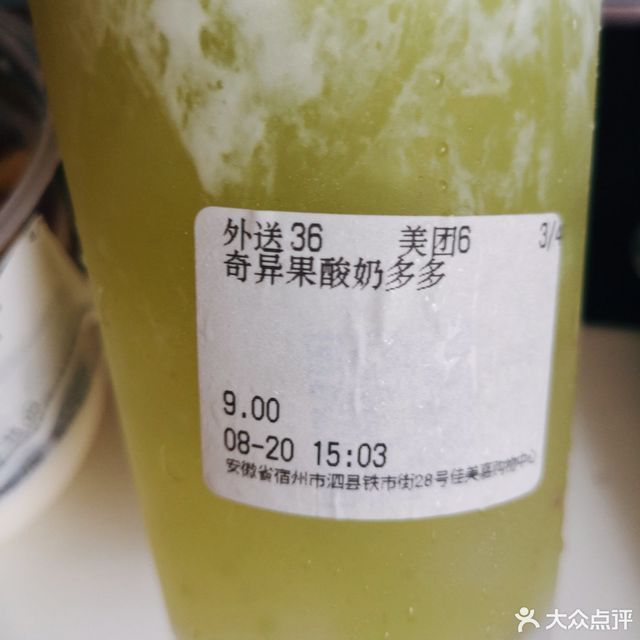 外送 36 美团6 3/4
奇异果酸奶多多
9.00
08-20 15:03
安徽省宿州市泗县铁市街28号佳美嘉购物中心
大众点评